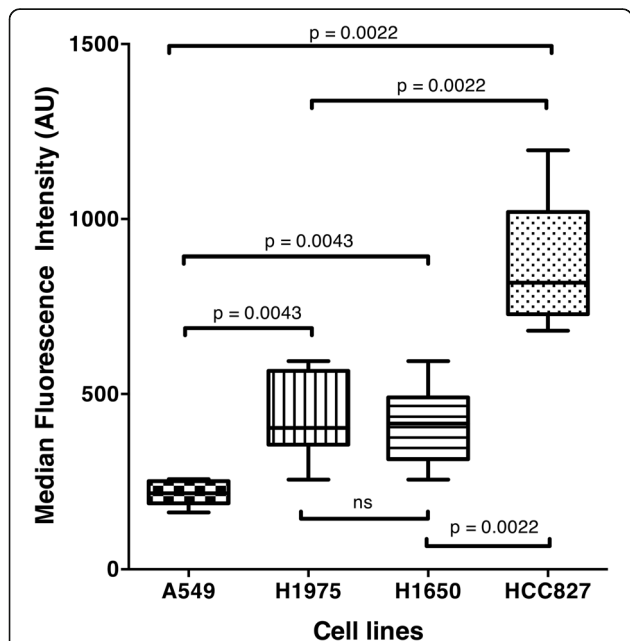 p = 0.0022
1500
p = 0.0022
1000
p = 0.0043
p = 0.0043
500
ns
p = 0.0022
0
A549 H1975 H1650 HCC827
Cell lines
Median Fluorescence Intensity (AU)